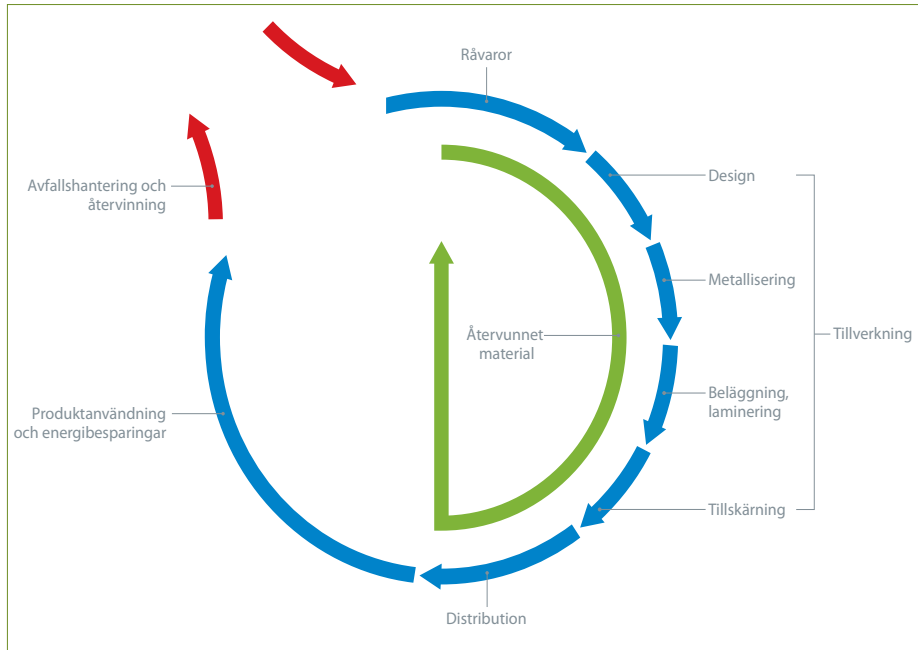 Råvaror
Design
Metallisering
Tillverkning
Beläggning,
laminering
Tillskärning
Distribution
Återvunnet
material
Produktanvändning
och energibesparingar
Avfallshantering och
återvinning